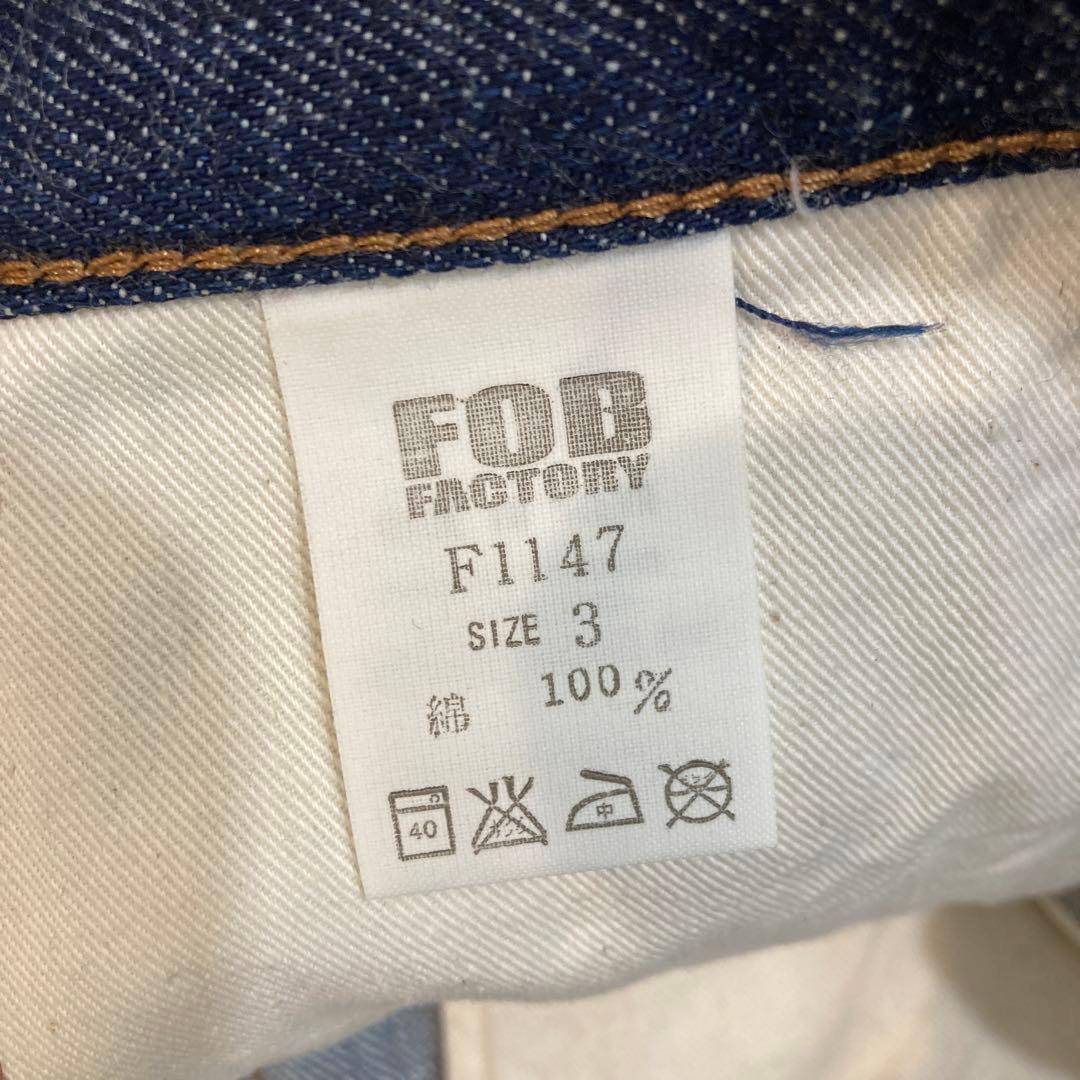 FOB
FACTORY
F1147
SIZE 3
綿 100%
40 中